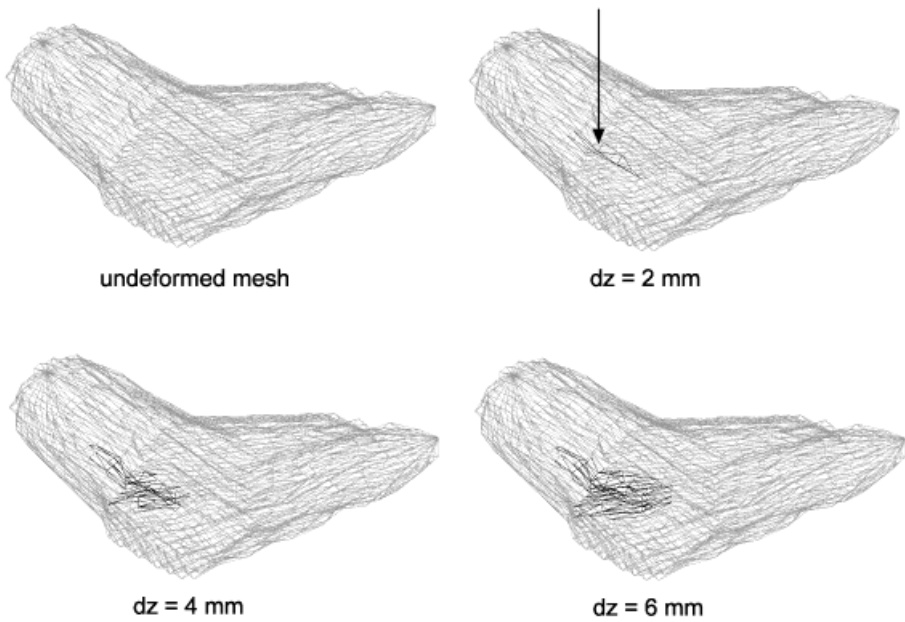 undeformed mesh
dz = 2 mm
dz = 4 mm
dz = 6 mm